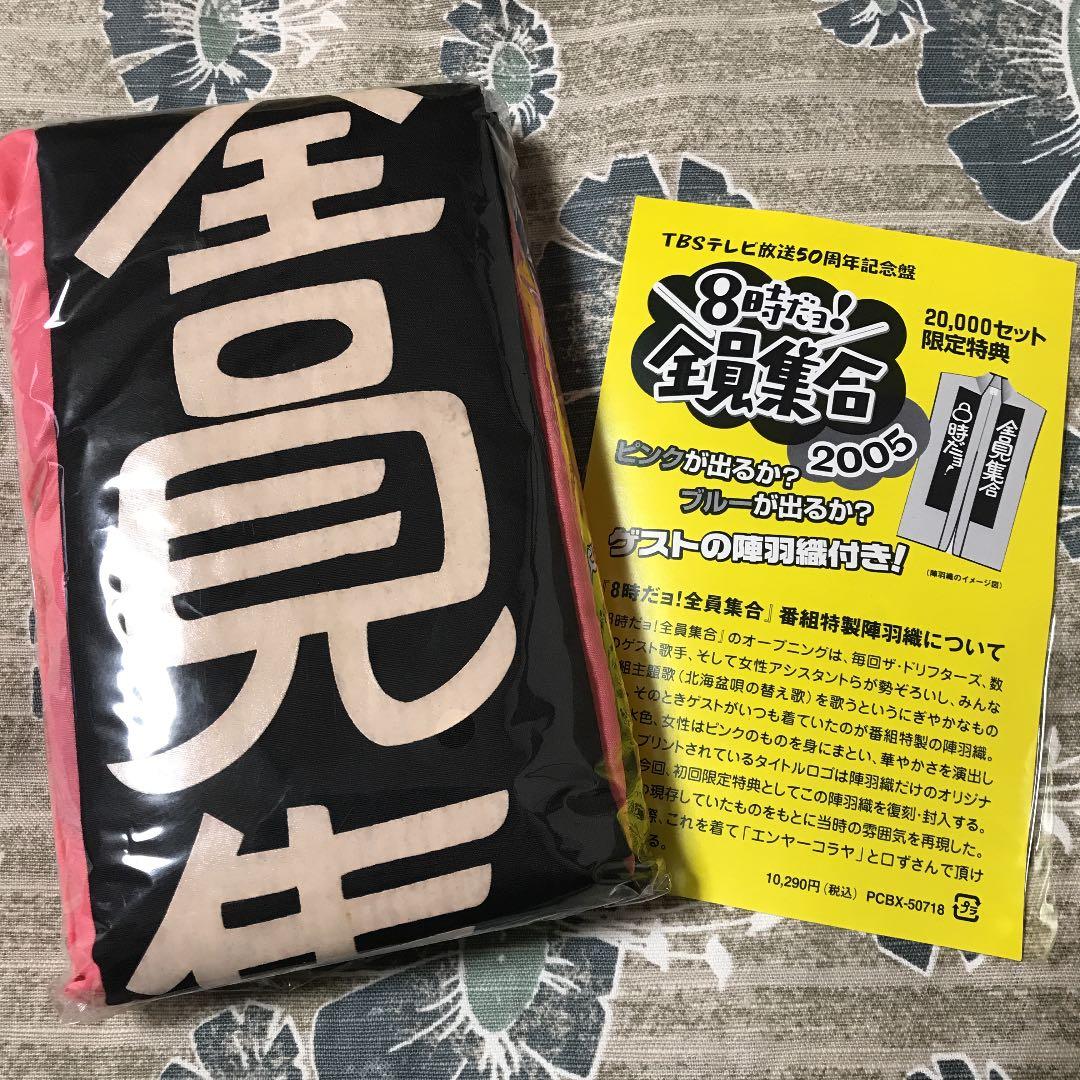 全員集
TBSテレビ放送50周年記念盤
8時だョ!
全員集合
2005
20,000セット
限定特典
8時だョ!
全員集合
ピンクが出るか?
ブルーが出るか?
ゲストの陣羽織付き!
(陣羽織のイメージ図)
『8時だョ!全員集合』番組特製陣羽織について
8時だョ!全員集合』のオープニングは、毎回ザ・ドリフターズ、数
のゲスト歌手、そして女性アシスタントらが勢ぞろいし、みんな
組主題歌(北海盆唄の替え歌)を歌うというにぎやかなもの
。そのときゲストがいつも着ていたのが番組特製の陣羽織。
水色、女性はピンクのものを身にまとい、華やかさを演出し
プリントされているタイトルロゴは陣羽織だけのオリジナ
今回、初回限定特典としてこの陣羽織を復刻・封入する。
の現存していたものをもとに当時の雰囲気を再現した。
際、これを着て「エンヤーコラヤ」と口ずさんで頂け
る。
10,290円(税込) PCBX-50718
プラ